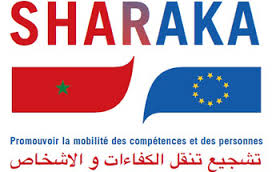 SHARAKA
Promouvoir la mobilité des compétences et des personnes
تشجيع تنقل الكفاءات و الاشخاص